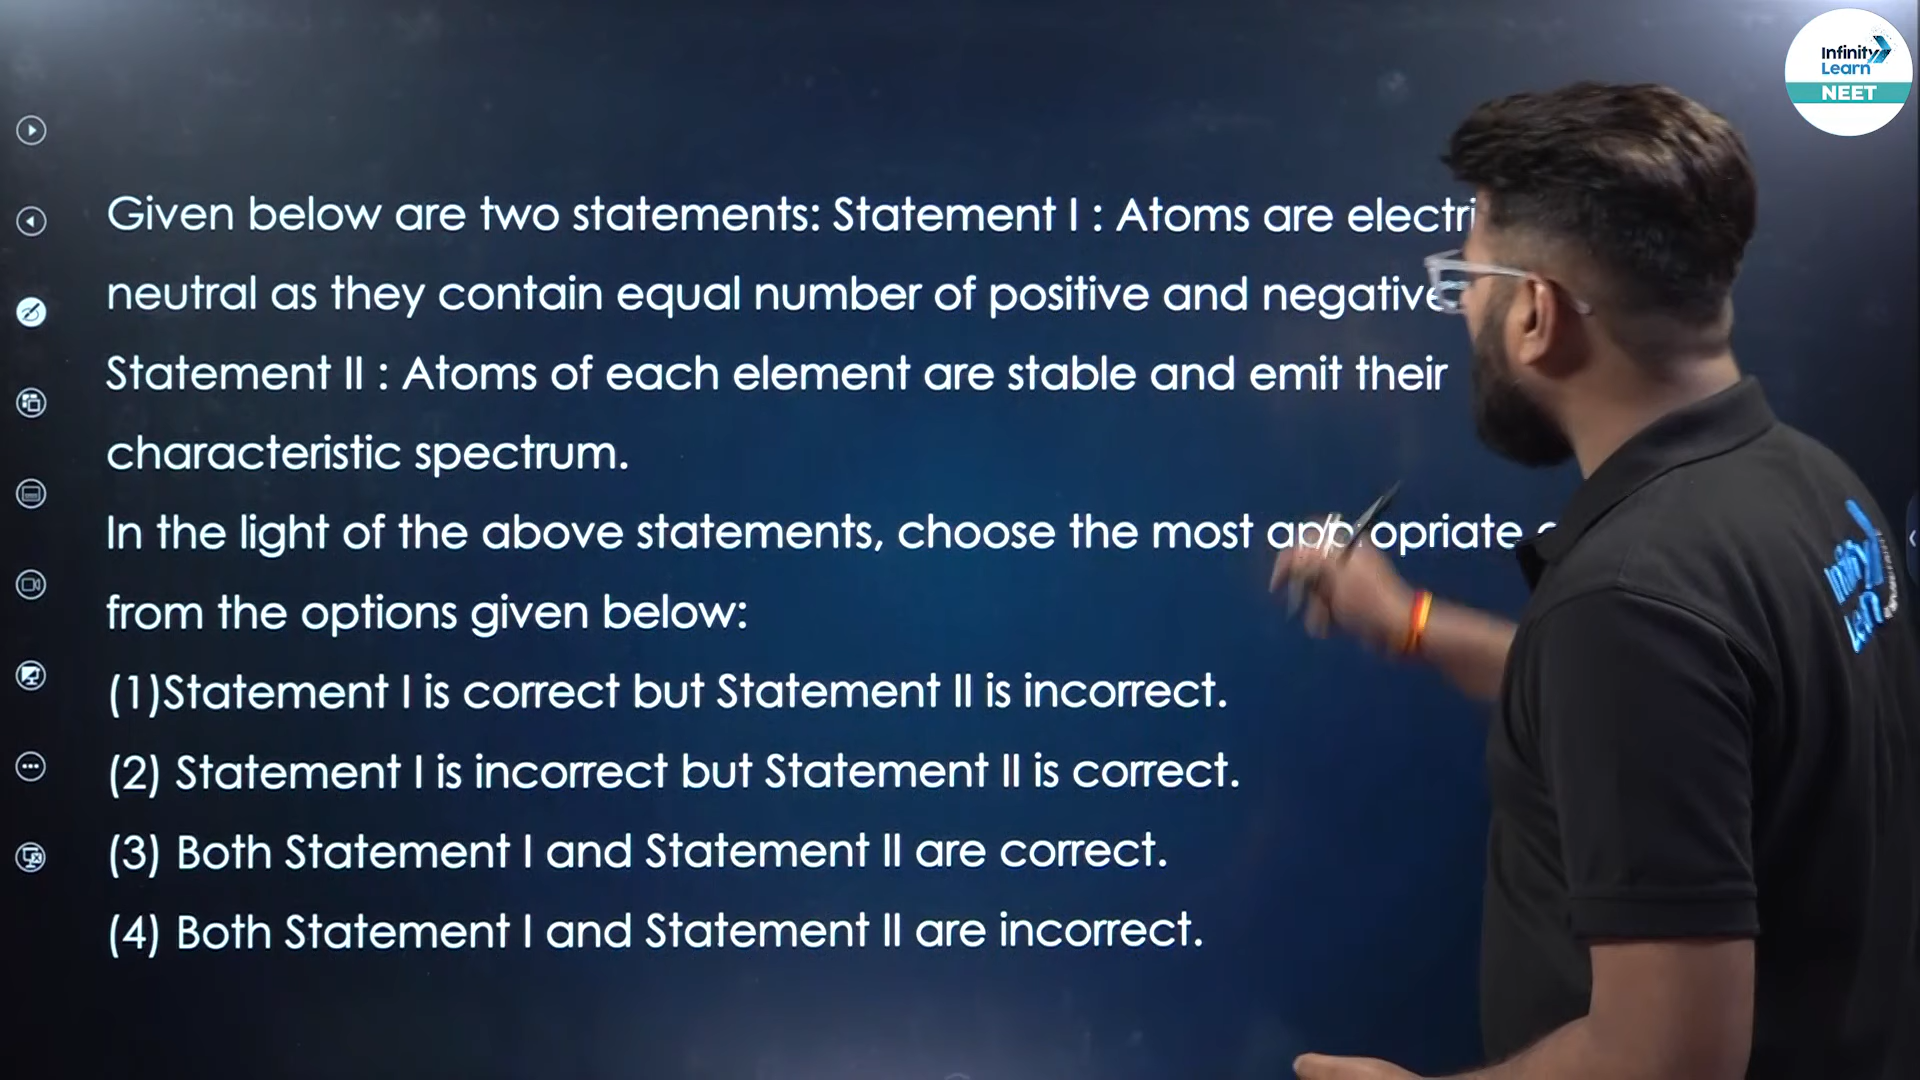 Infinity
Learn
NEET
Given below are two statements: Statement I : Atoms are
neutral as they contain equal number of positive and negative
Statement II : Atoms of each element are stable and emit their
characteristic spectrum.
In the light of the above statements, choose the most appropriate
from the options given below:
(1)Statement I is correct but Statement II is incorrect.
(2) Statement I is incorrect but Statement II is correct.
(3) Both Statement I and Statement II are correct.
(4) Both Statement I and Statement II are incorrect.
Infinity
Learn